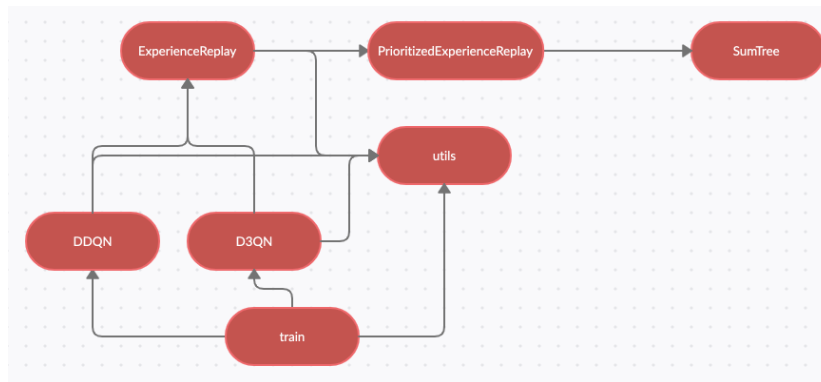 ExperienceReplay
PrioritizedExperienceReplay
SumTree
utils
DDQN
D3QN
train